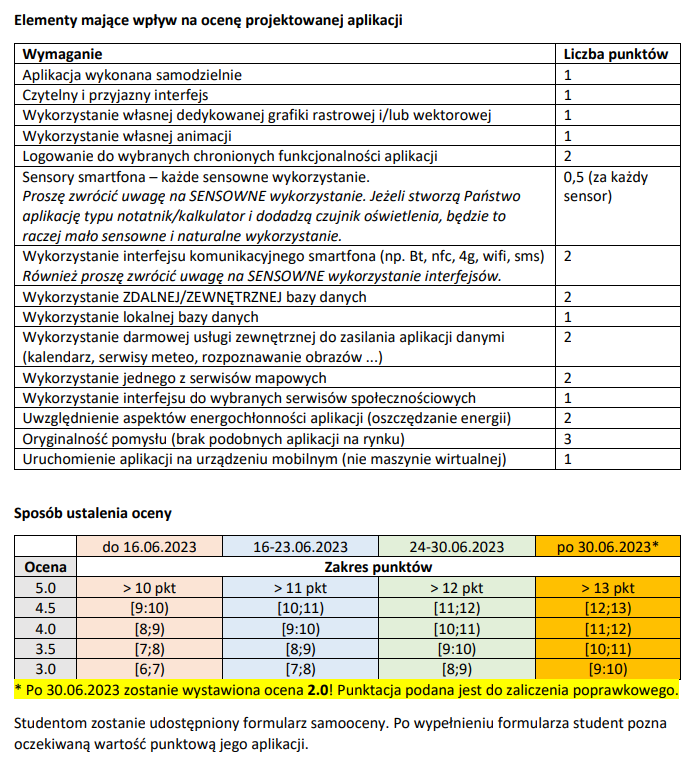 Elementy mające wpływ na ocenę projektowanej aplikacji
Wymaganie Liczba punktów
Aplikacja wykonana samodzielnie 1
Czytelny i przyjazny interfejs 1
Wykorzystanie własnej dedykowanej grafiki rastrowej i/lub wektorowej 1
Wykorzystanie własnej animacji 1
Logowanie do wybranych chronionych funkcjonalności aplikacji 2
Sensory smartfona – każde sensowne wykorzystanie. 0,5 (za każdy
Proszę zwrócić uwagę na SENSOWNE wykorzystanie. Jeżeli stworzą Państwo sensor)
aplikację typu notatnik/kalkulator i dodadzą czujnik oświetlenia, będzie to
raczej mało sensowne i naturalne wykorzystanie.
Wykorzystanie interfejsu komunikacyjnego smartfona (np. Bt, nfc, 4g, wifi, sms) 2
Również proszę zwrócić uwagę na SENSOWNE wykorzystanie interfejsów.
Wykorzystanie ZDALNEJ/ZEWNĘTRZNEJ bazy danych 2
Wykorzystanie lokalnej bazy danych 1
Wykorzystanie darmowej usługi zewnętrznej do zasilania aplikacji danymi 2
(kalendarz, serwisy meteo, rozpoznawanie obrazów ...)
Wykorzystanie jednego z serwisów mapowych 2
Wykorzystanie interfejsu do wybranych serwisów społecznościowych 1
Uwzględnienie aspektów energochłonności aplikacji (oszczędzanie energii) 2
Oryginalność pomysłu (brak podobnych aplikacji na rynku) 3
Uruchomienie aplikacji na urządzeniu mobilnym (nie maszynie wirtualnej) 1
Sposób ustalenia oceny
do 16.06.2023 16-23.06.2023 24-30.06.2023 po 30.06.2023*
Ocena Zakres punktów
5.0 > 10 pkt > 11 pkt > 12 pkt > 13 pkt
4.5 [9:10) [10;11) [11;12) [12;13)
4.0 [8;9) [9:10) [10;11) [11;12)
3.5 [7;8) [8;9) [9:10) [10;11)
3.0 [6;7) [7;8) [8;9) [9:10)
* Po 30.06.2023 zostanie wystawiona ocena 2.0! Punktacja podana jest do zaliczenia poprawkowego.
Studentom zostanie udostępniony formularz samooceny. Po wypełnieniu formularza student pozna
oczekiwaną wartość punktową jego aplikacji.